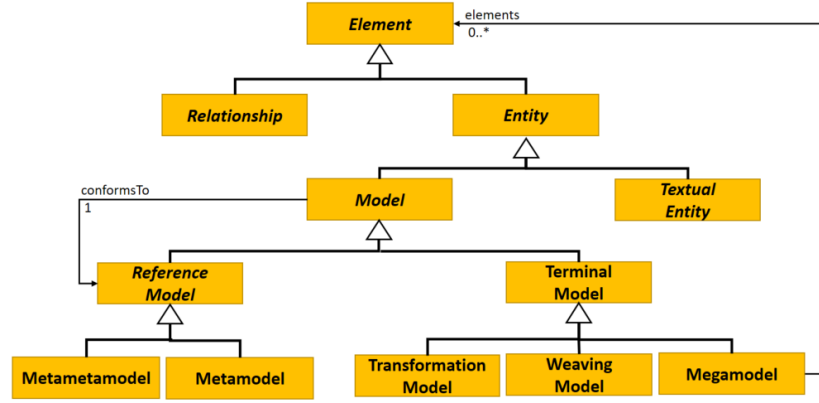 Element
elements
0..*
Relationship
Entity
conformsTo
1
Model
Textual
Entity
Reference
Model
Terminal
Model
Metametamodel
Metamodel
Transformation
Model
Weaving
Model
Megamodel